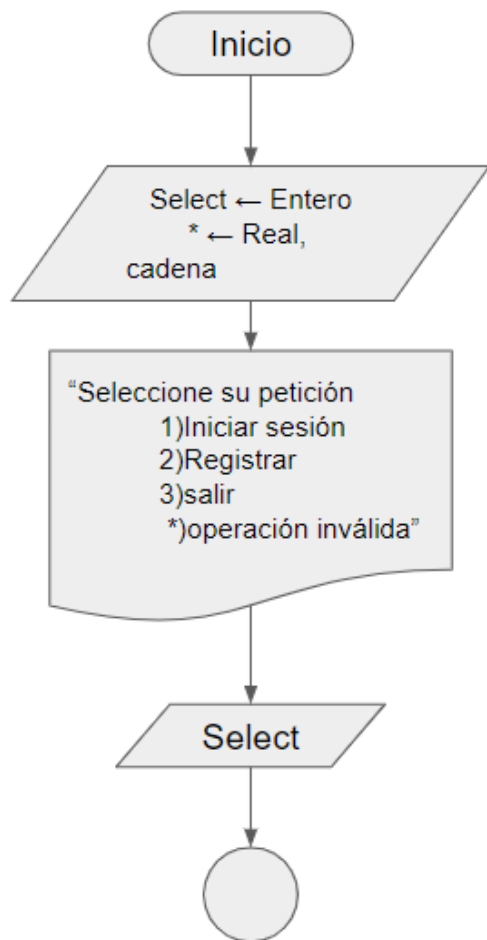 Inicio
Select ← Entero
* ← Real,
cadena
“Seleccione su petición
1)Iniciar sesión
2)Registrar
3)salir
*)operación inválida”
Select